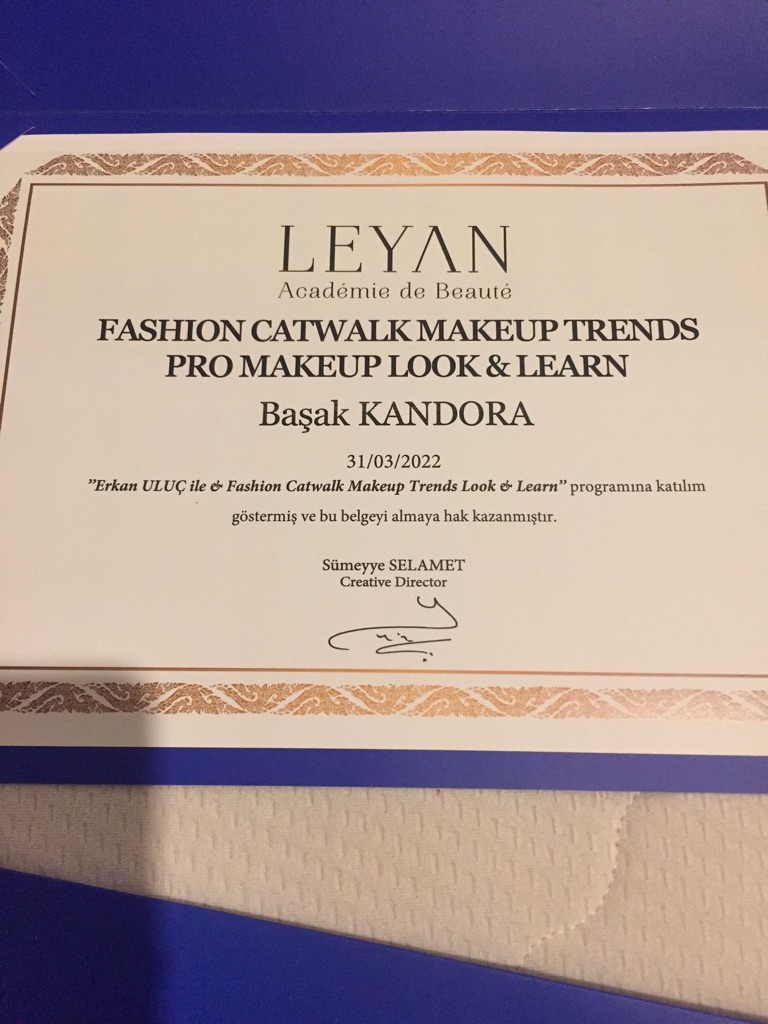 LEYAN
Académie de Beauté
FASHION CATWALK MAKEUP TRENDS
PRO MAKEUP LOOK & LEARN
Başak KANDORA
31/03/2022
”Erkan ULUÇ ile & Fashion Catwalk Makeup Trends Look & Learn” programına katılım
göstermiş ve bu belgeyi almaya hak kazanmıştır.
Sümeyye SELAMET
Creative Director